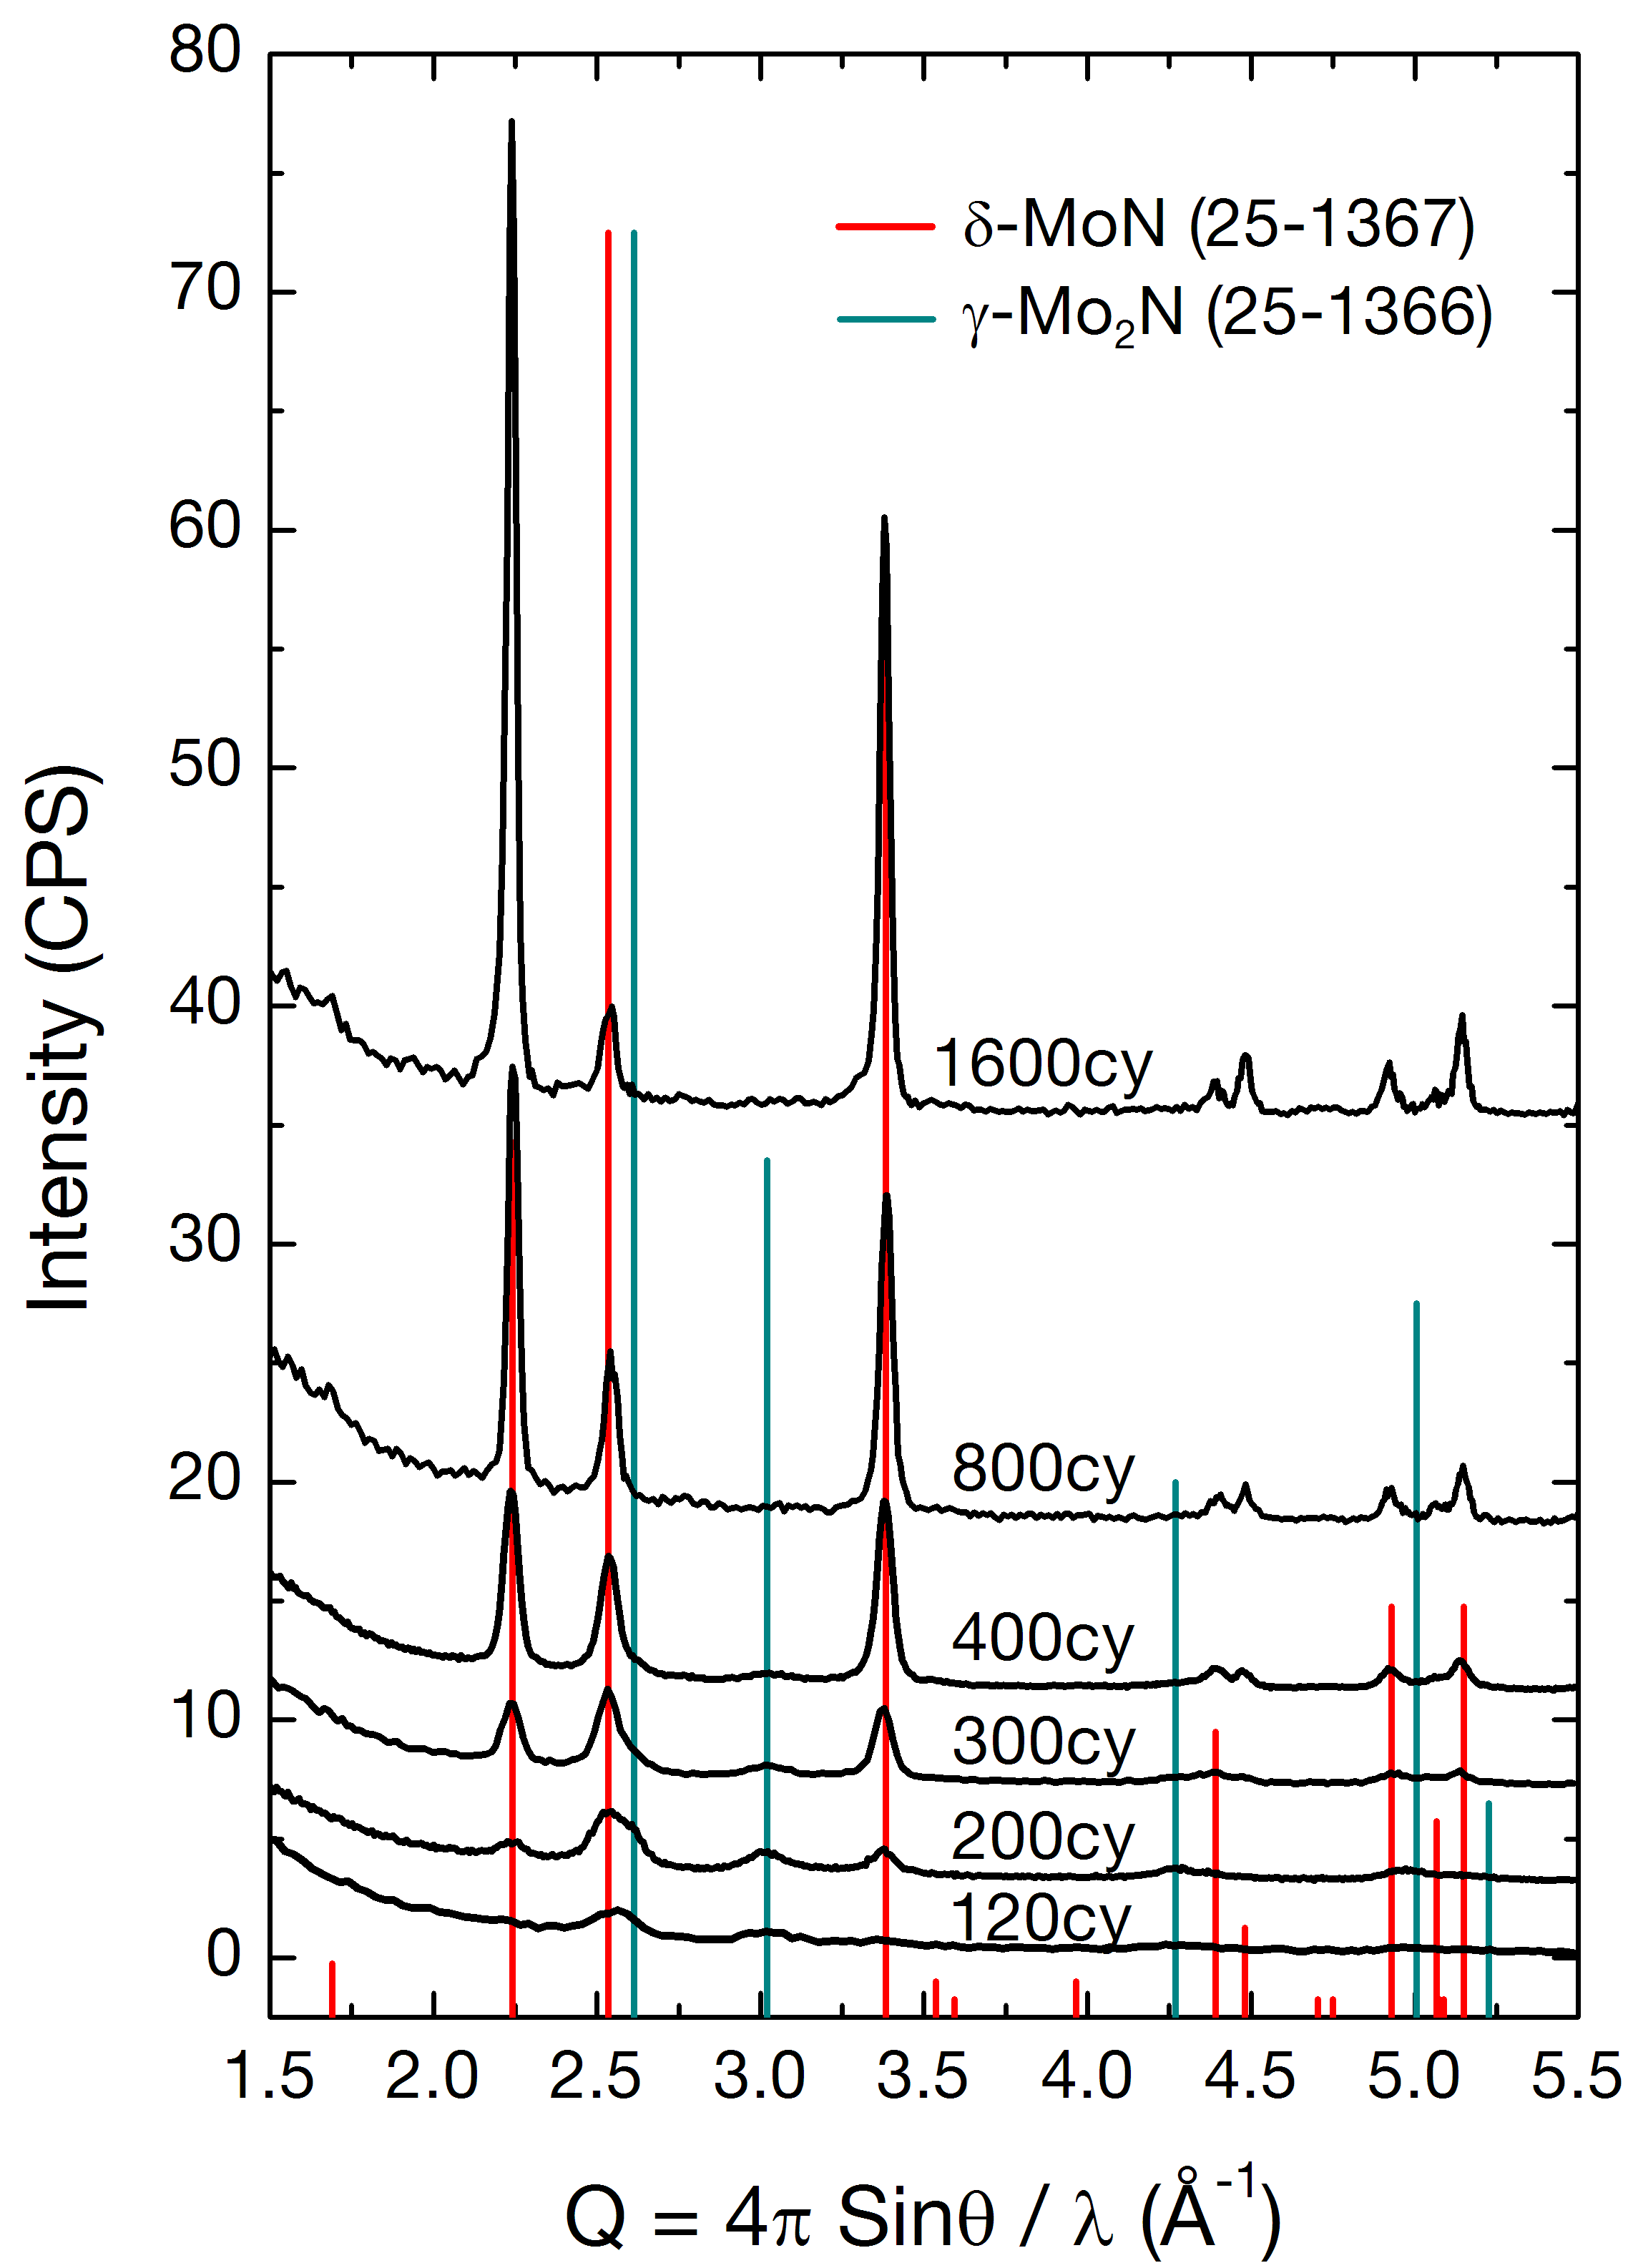 80
70
60
50
40
30
20
10
0
Intensity (CPS)
δ-MoN (25-1367)
γ-Mo₂N (25-1366)
1600cy
800cy
400cy
300cy
200cy
120cy
1.5 2.0 2.5 3.0 3.5 4.0 4.5 5.0 5.5
Q = 4π Sinθ / λ (Å⁻¹)